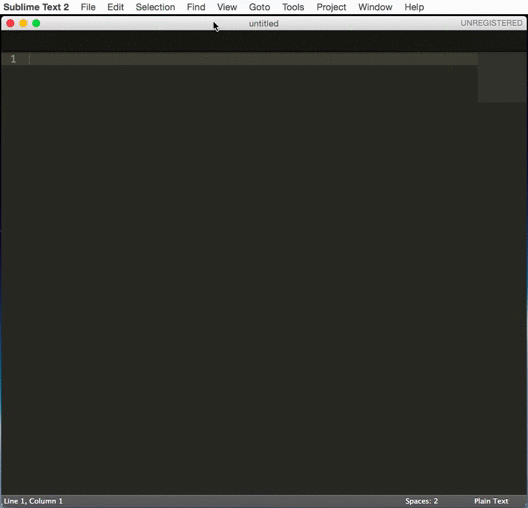 Sublime Text 2 File Edit Selection Find View Goto Tools Project Window Help
untitled UNREGISTERED
1
Line 1, Column 1 Spaces: 2 Plain Text